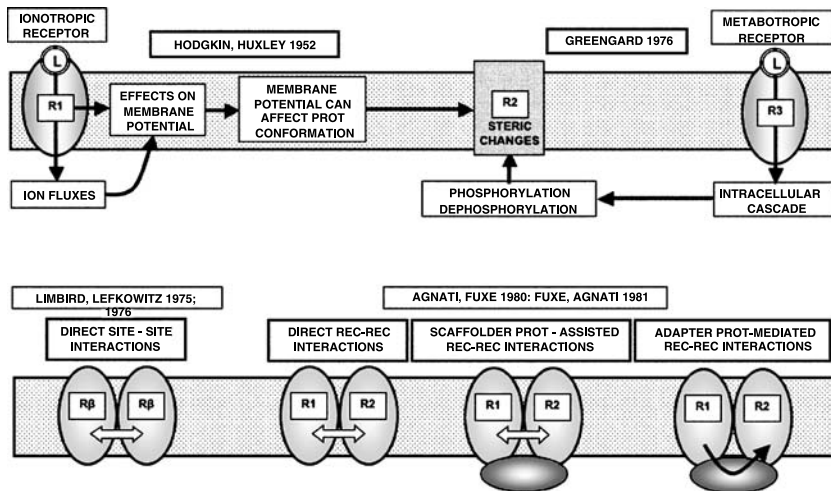 IONOTROPIC
RECEPTOR
HODGKIN, HUXLEY 1952
GREENGARD 1976
METABOTROPIC
RECEPTOR
L
L
R1
EFFECTS ON
MEMBRANE
POTENTIAL
MEMBRANE
POTENTIAL CAN
AFFECT PROT
CONFORMATION
R2
STERIC
CHANGES
R3
ION FLUXES
PHOSPHORYLATION
DEPHOSPHORYLATION
INTRACELLULAR
CASCADE
LIMBIRD, LEFKOWITZ 1975;
1976
AGNATI, FUXE 1980: FUXE, AGNATI 1981
DIRECT SITE - SITE
INTERACTIONS
DIRECT REC-REC
INTERACTIONS
SCAFFOLDER PROT - ASSISTED
REC-REC INTERACTIONS
ADAPTER PROT-MEDIATED
REC-REC INTERACTIONS
Rβ
Rβ
R1
R2
R1
R2
R1
R2